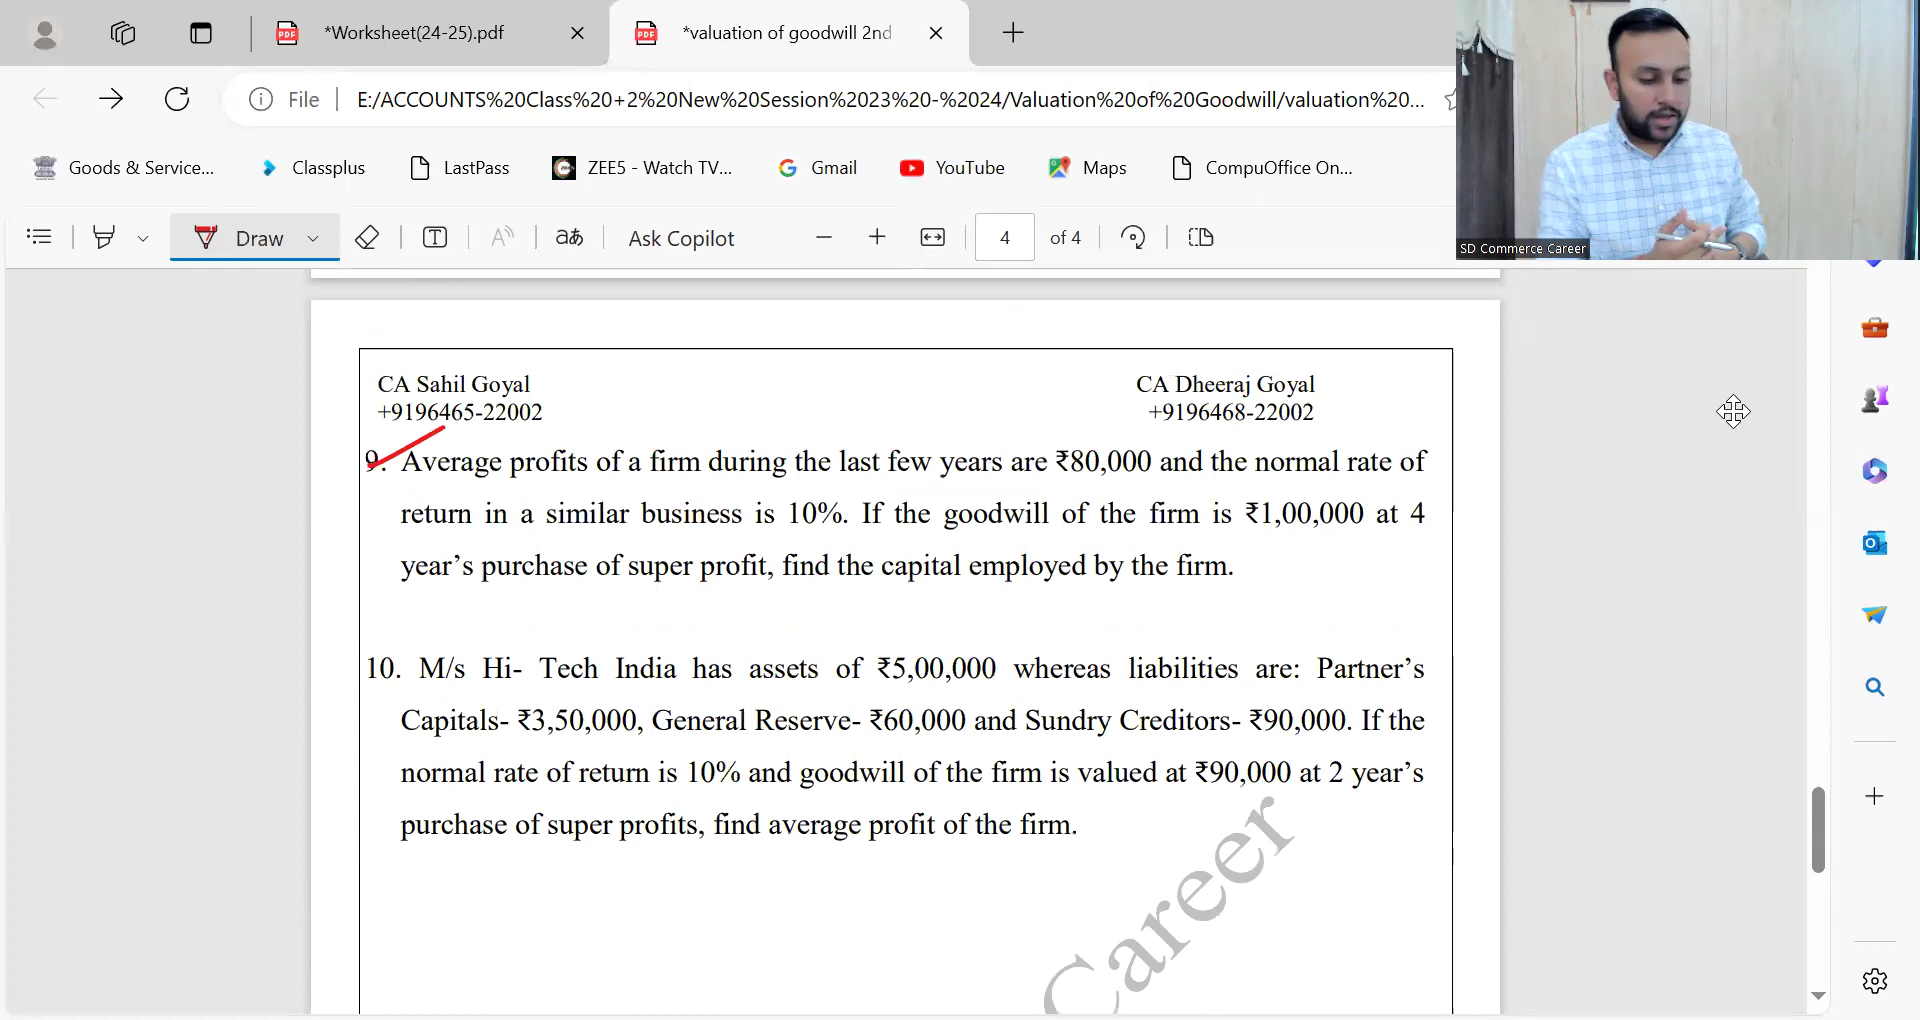 *Worksheet(24-25).pdf
*valuation of goodwill 2nd
File
E:/ACCOUNTS%20Class%20+2%20New%20Session%2023%20-%2024/Valuation%20of%20Goodwill/valuation%20...
Goods & Service...
Classplus
LastPass
ZEE5 - Watch TV...
Gmail
YouTube
Maps
CompuOffice On...
Draw
Ask Copilot
4 of 4
SD Commerce Career
CA Sahil Goyal
CA Dheeraj Goyal
+9196465-22002
+9196468-22002
9. Average profits of a firm during the last few years are ₹80,000 and the normal rate of
return in a similar business is 10%. If the goodwill of the firm is ₹1,00,000 at 4
year’s purchase of super profit, find the capital employed by the firm.
10. M/s Hi- Tech India has assets of ₹5,00,000 whereas liabilities are: Partner’s
Capitals- ₹3,50,000, General Reserve- ₹60,000 and Sundry Creditors- ₹90,000. If the
normal rate of return is 10% and goodwill of the firm is valued at ₹90,000 at 2 year’s
purchase of super profits, find average profit of the firm.
Career